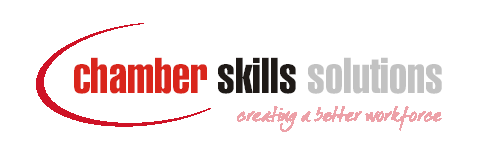 chamber skills solutions
creating a better workforce